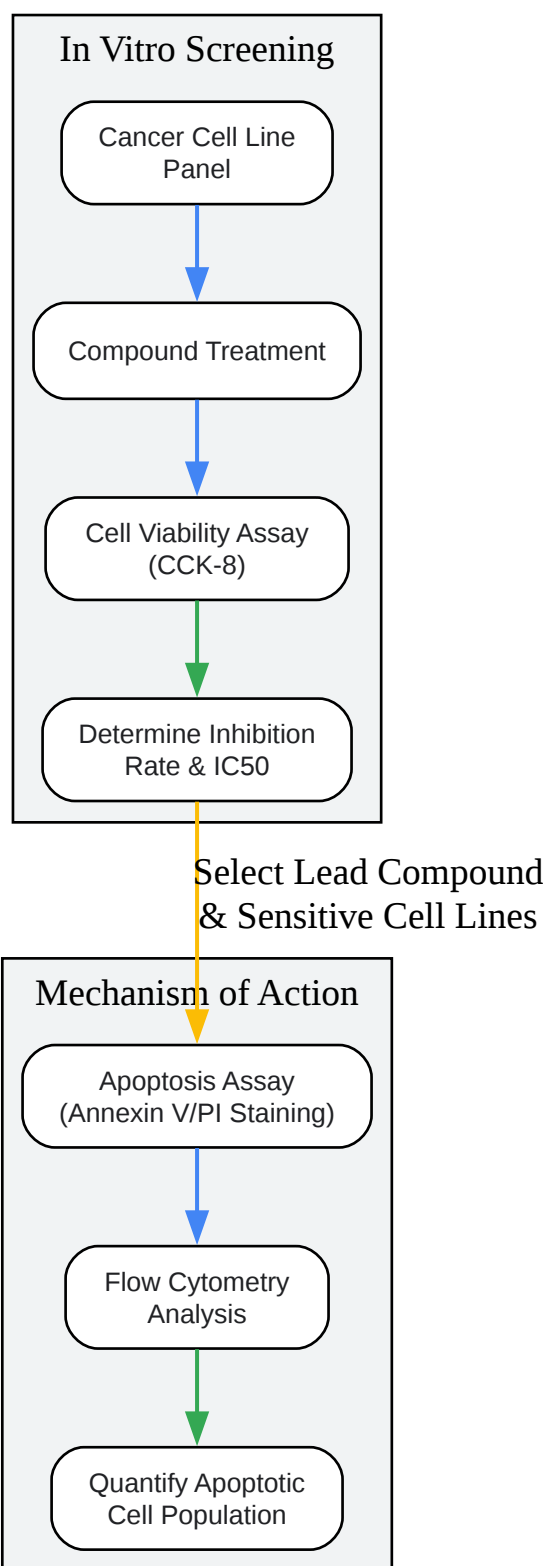 In Vitro Screening
Cancer Cell Line
Panel
Compound Treatment
Cell Viability Assay
(CCK-8)
Determine Inhibition
Rate & IC50
Select Lead Compound
& Sensitive Cell Lines
Mechanism of Action
Apoptosis Assay
(Annexin V/PI Staining)
Flow Cytometry
Analysis
Quantify Apoptotic
Cell Population